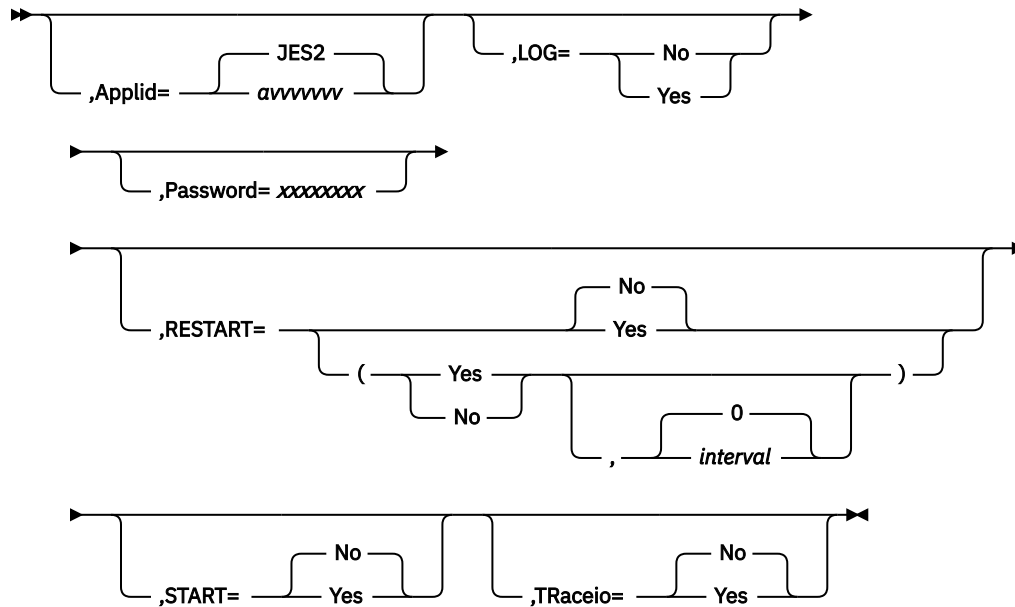 JES2
,Applid= avvvvvvv
,LOG= No
Yes
,Password= xxxxxxxx
No
,RESTART= Yes
( Yes )
No
0
, interval
No
,START= Yes
No
,TRaceio= Yes